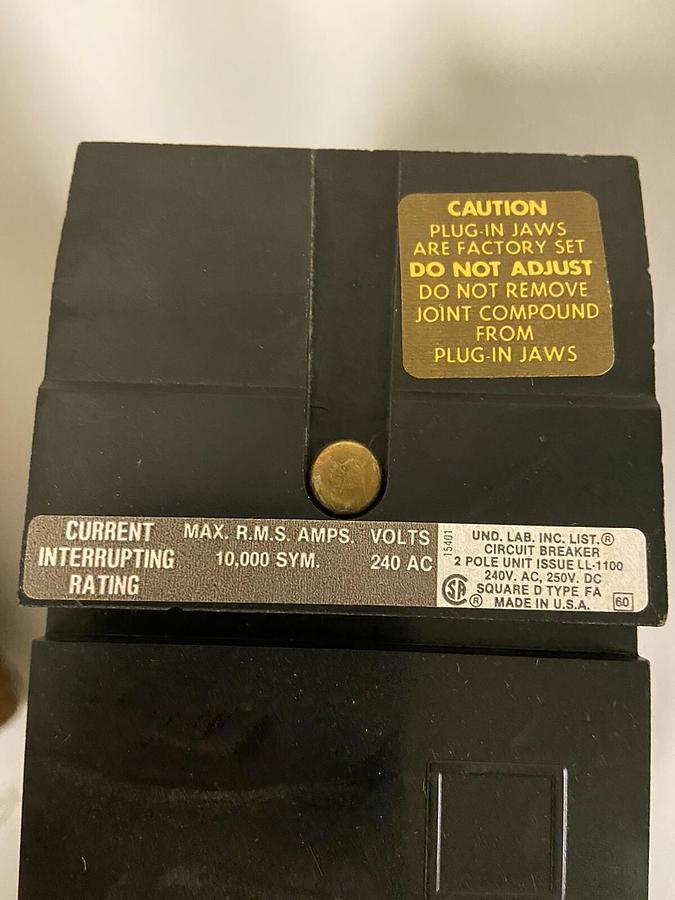 CAUTION
PLUG-IN JAWS
ARE FACTORY SET
DO NOT ADJUST
DO NOT REMOVE
JOINT COMPOUND
FROM
PLUG-IN JAWS
CURRENT
INTERRUPTING
RATING
MAX. R.M.S. AMPS. VOLTS
10,000 SYM. 240 AC
15401
UND. LAB. INC. LIST.®
CIRCUIT BREAKER
2 POLE UNIT ISSUE LL-1100
240V. AC, 250V. DC
SQUARE D TYPE FA
SA ® MADE IN U.S.A. 60